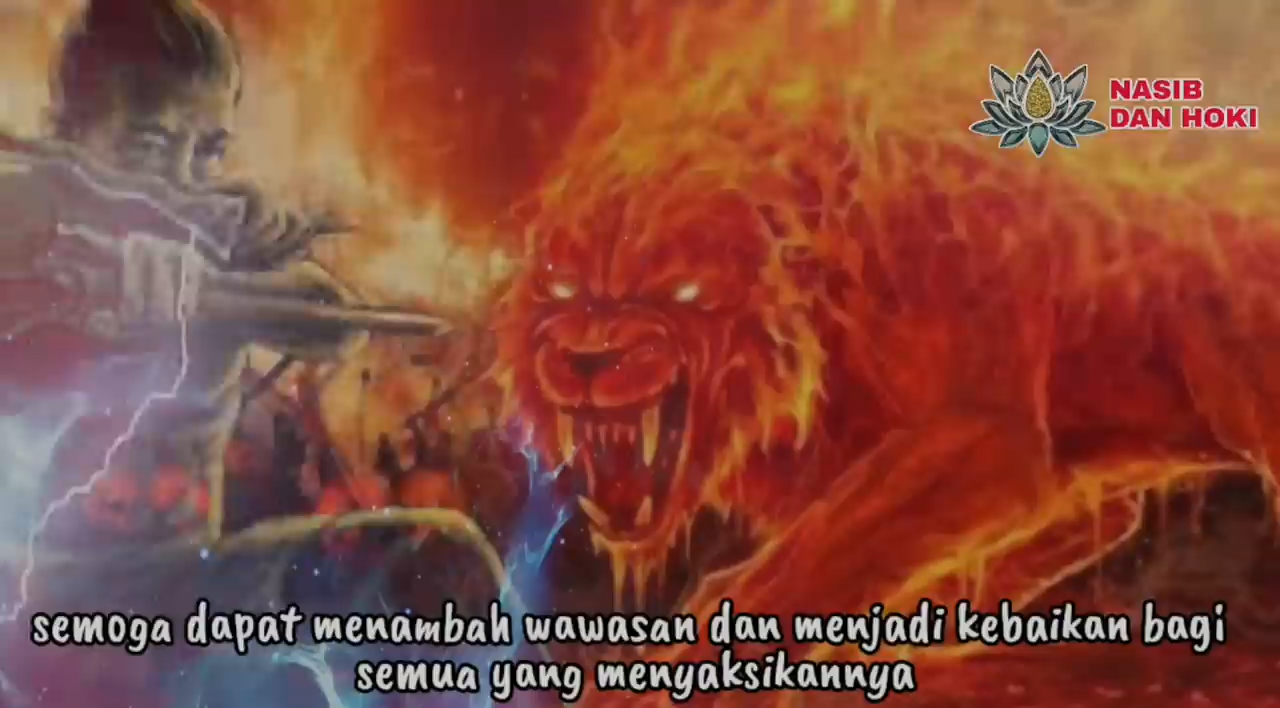 NASIB
DAN HOKI
semoga dapat menambah wawasan dan menjadi kebaikan bagi
semua yang menyaksikannya